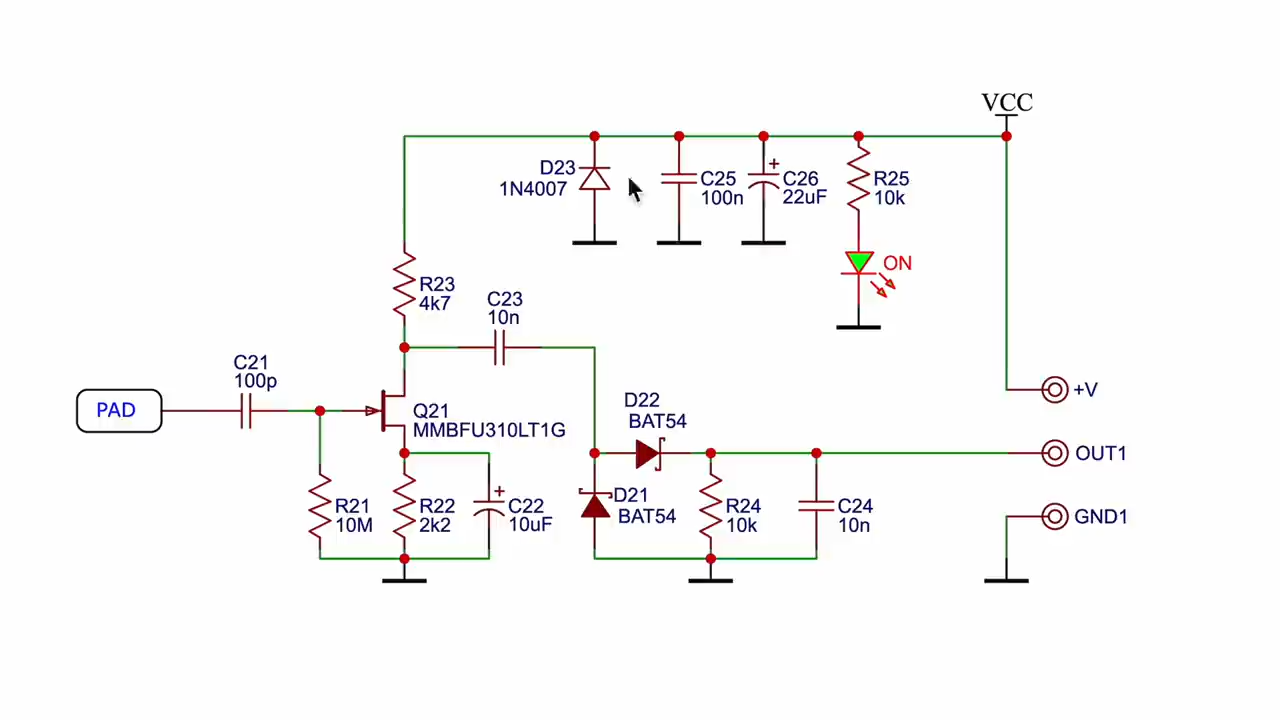 VCC
D23
1N4007
C25
100n
+
C26
22uF
R25
10k
ON
R23
4k7
C23
10n
C21
100p
PAD
Q21
MMBFU310LT1G
D22
BAT54
+V
OUT1
R21
10M
R22
2k2
+
C22
10uF
D21
BAT54
R24
10k
C24
10n
GND1